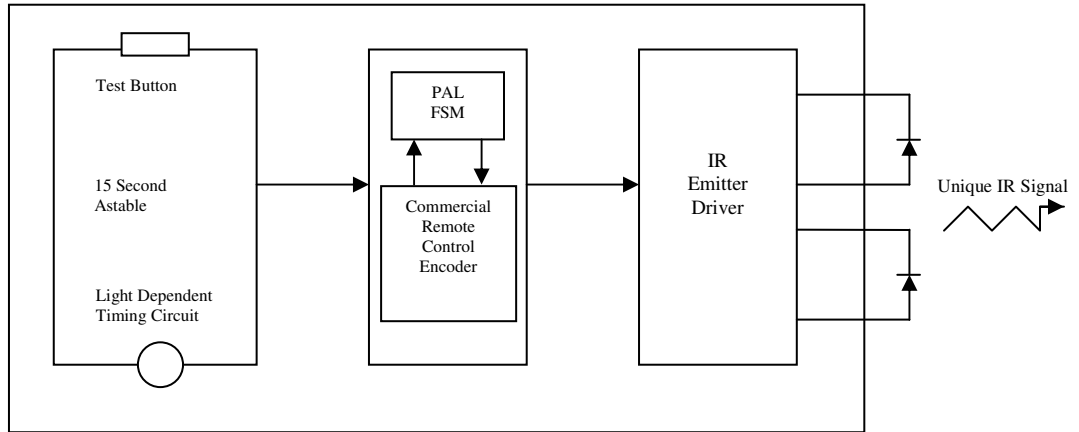 Test Button
15 Second
Astable
Light Dependent
Timing Circuit
PAL
FSM
Commercial
Remote
Control
Encoder
IR
Emitter
Driver
Unique IR Signal